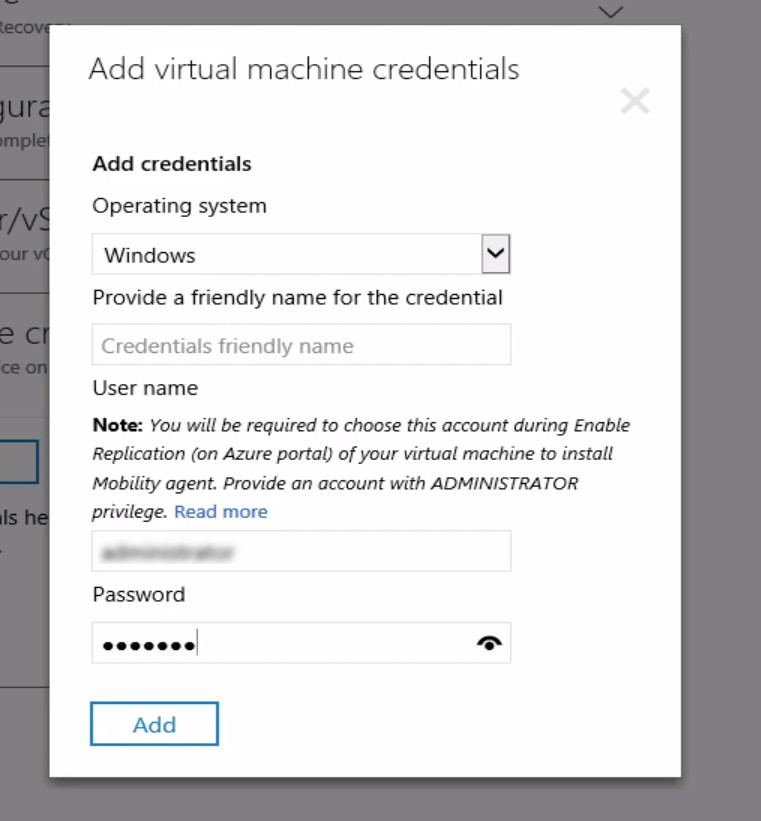 Recove
Add virtual machine credentials
gura
omplet
Add credentials
Operating system
r/vS
our vC
Windows
Provide a friendly name for the credential
e cr
Credentials friendly name
ce on
User name
Note: You will be required to choose this account during Enable
Replication (on Azure portal) of your virtual machine to install
Mobility agent. Provide an account with ADMINISTRATOR
privilege. Read more
ls he
administrator
Password
•••••••
Add